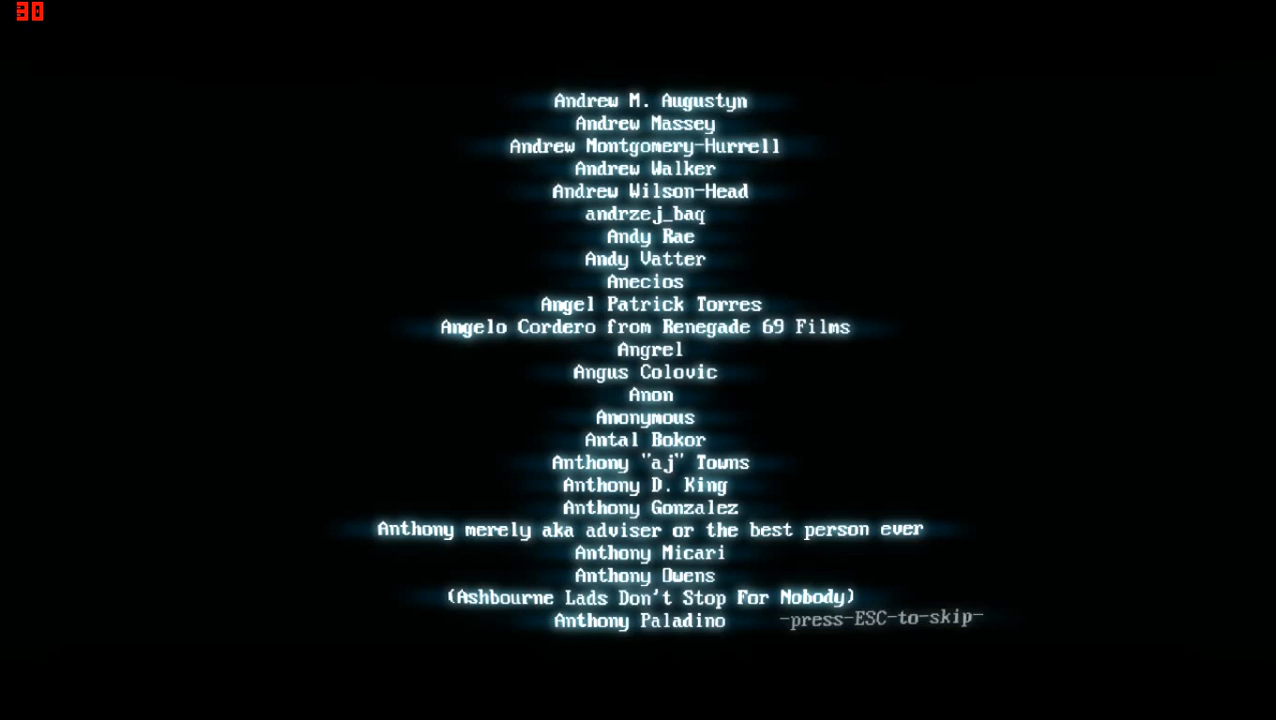 30
Andrew M. Augustyn
Andrew Massey
Andrew Montgomery-Hurrell
Andrew Walker
Andrew Wilson-Head
andrzej_baq
Andy Rae
Andy Vatter
Anecios
Angel Patrick Torres
Angelo Cordero from Renegade 69 Films
Angrel
Angus Colovic
Anon
Anonymous
Antal Bokor
Anthony "aj" Towns
Anthony D. King
Anthony Gonzalez
Anthony merely aka adviser or the best person ever
Anthony Micari
Anthony Owens
(Ashbourne Lads Don't Stop For Nobody)
Anthony Paladino
-press-ESC-to-skip-